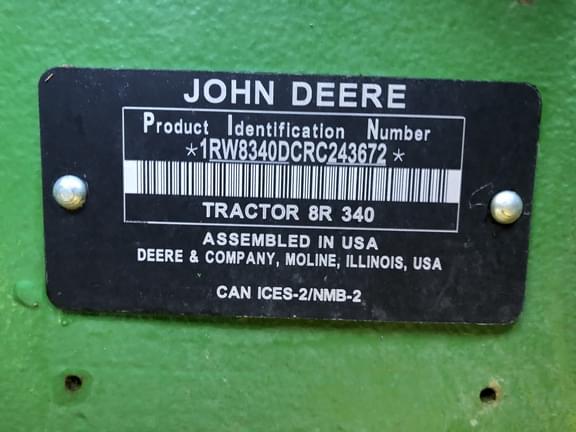 JOHN DEERE
Product Identification Number
*1RW8340DCRC243672*
TRACTOR 8R 340
ASSEMBLED IN USA
DEERE & COMPANY, MOLINE, ILLINOIS, USA
CAN ICES-2/NMB-2